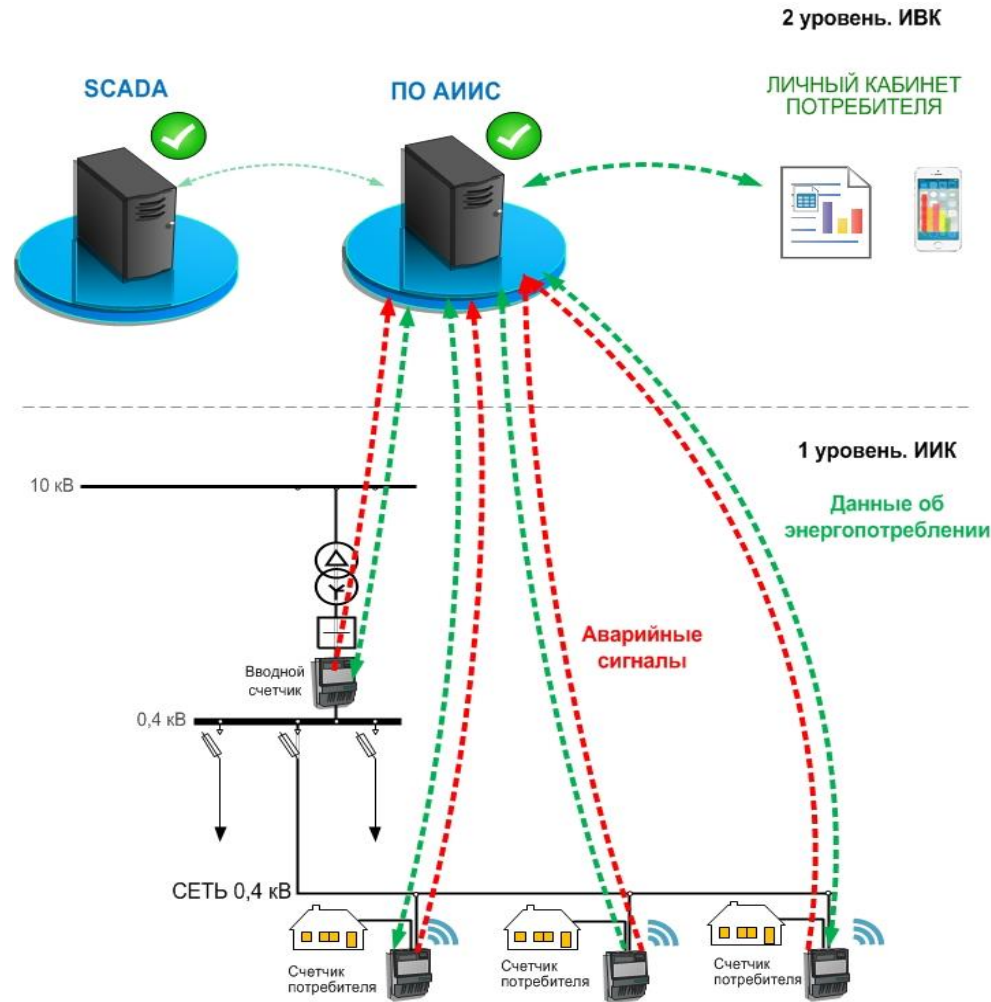 2 уровень. ИВК
SCADA
ПО АИИС
ЛИЧНЫЙ КАБИНЕТ
ПОТРЕБИТЕЛЯ
1 уровень. ИИК
10 кВ
Данные об
энергопотреблении
Аварийные
сигналы
Вводной
счетчик
0,4 кВ
СЕТЬ 0,4 кВ
Счетчик
потребителя
Счетчик
потребителя
Счетчик
потребителя